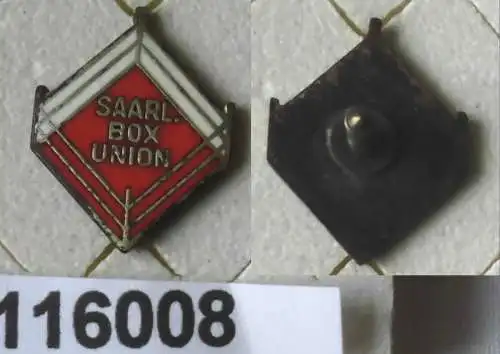 SAARL.
BOX
UNION
116008